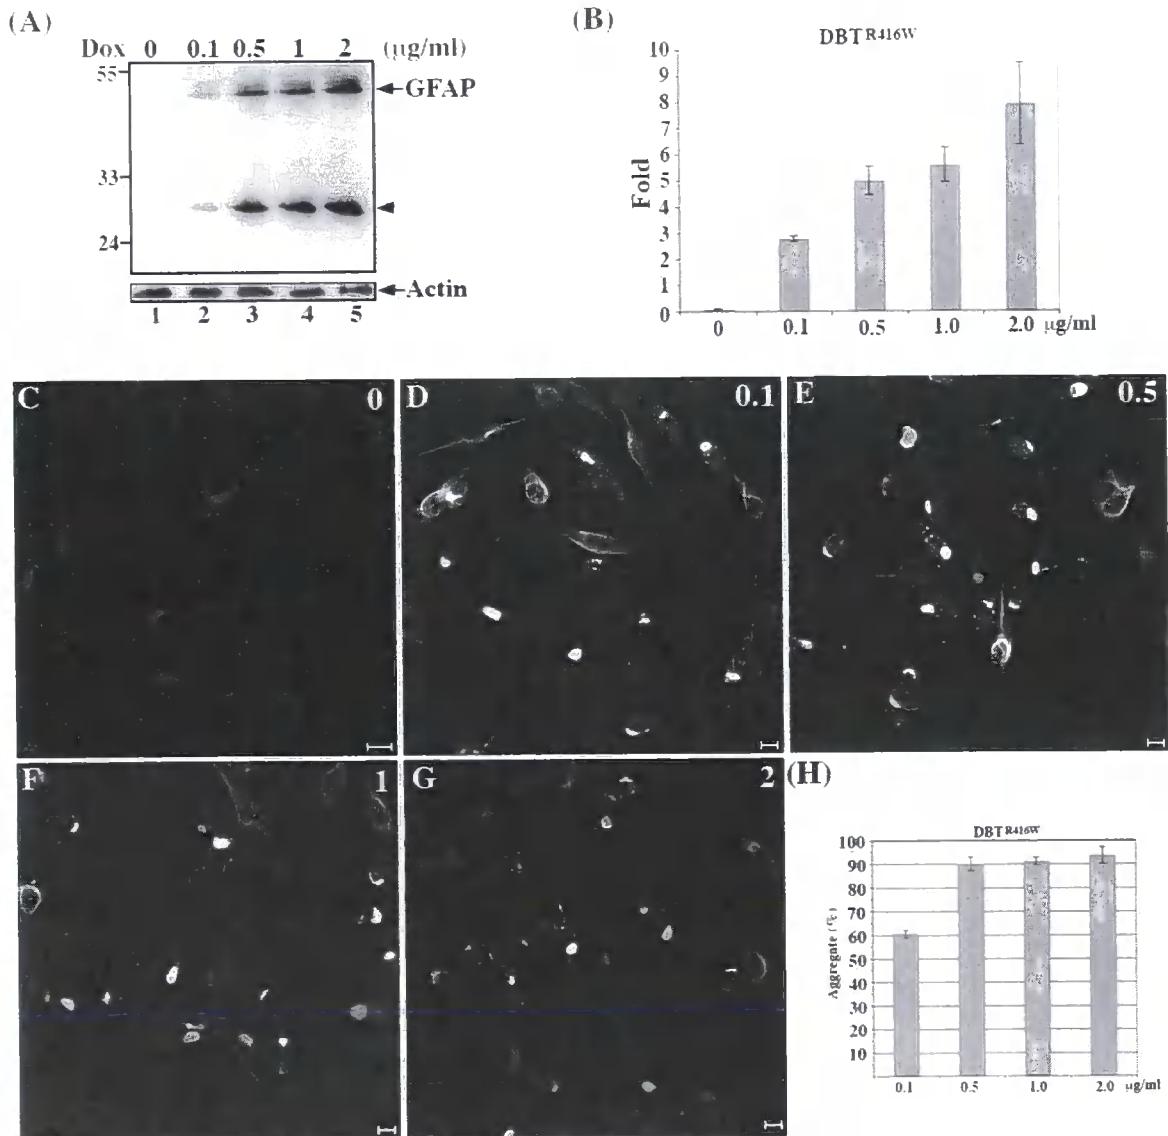 (A)
Dox 0 0.1 0.5 1 2 (µg/ml)
55
GFAP
33
24
Actin
1 2 3 4 5
(B)
DBT R416W
10
9
8
7
6
5
4
3
2
1
0
Fold
0 0.1 0.5 1.0 2.0 µg/ml
C 0
D 0.1
E 0.5
F 1
G 2
(H)
DBT R416W
100
90
80
70
60
50
40
30
20
10
Aggregate (%)
0.1 0.5 1.0 2.0 µg/ml